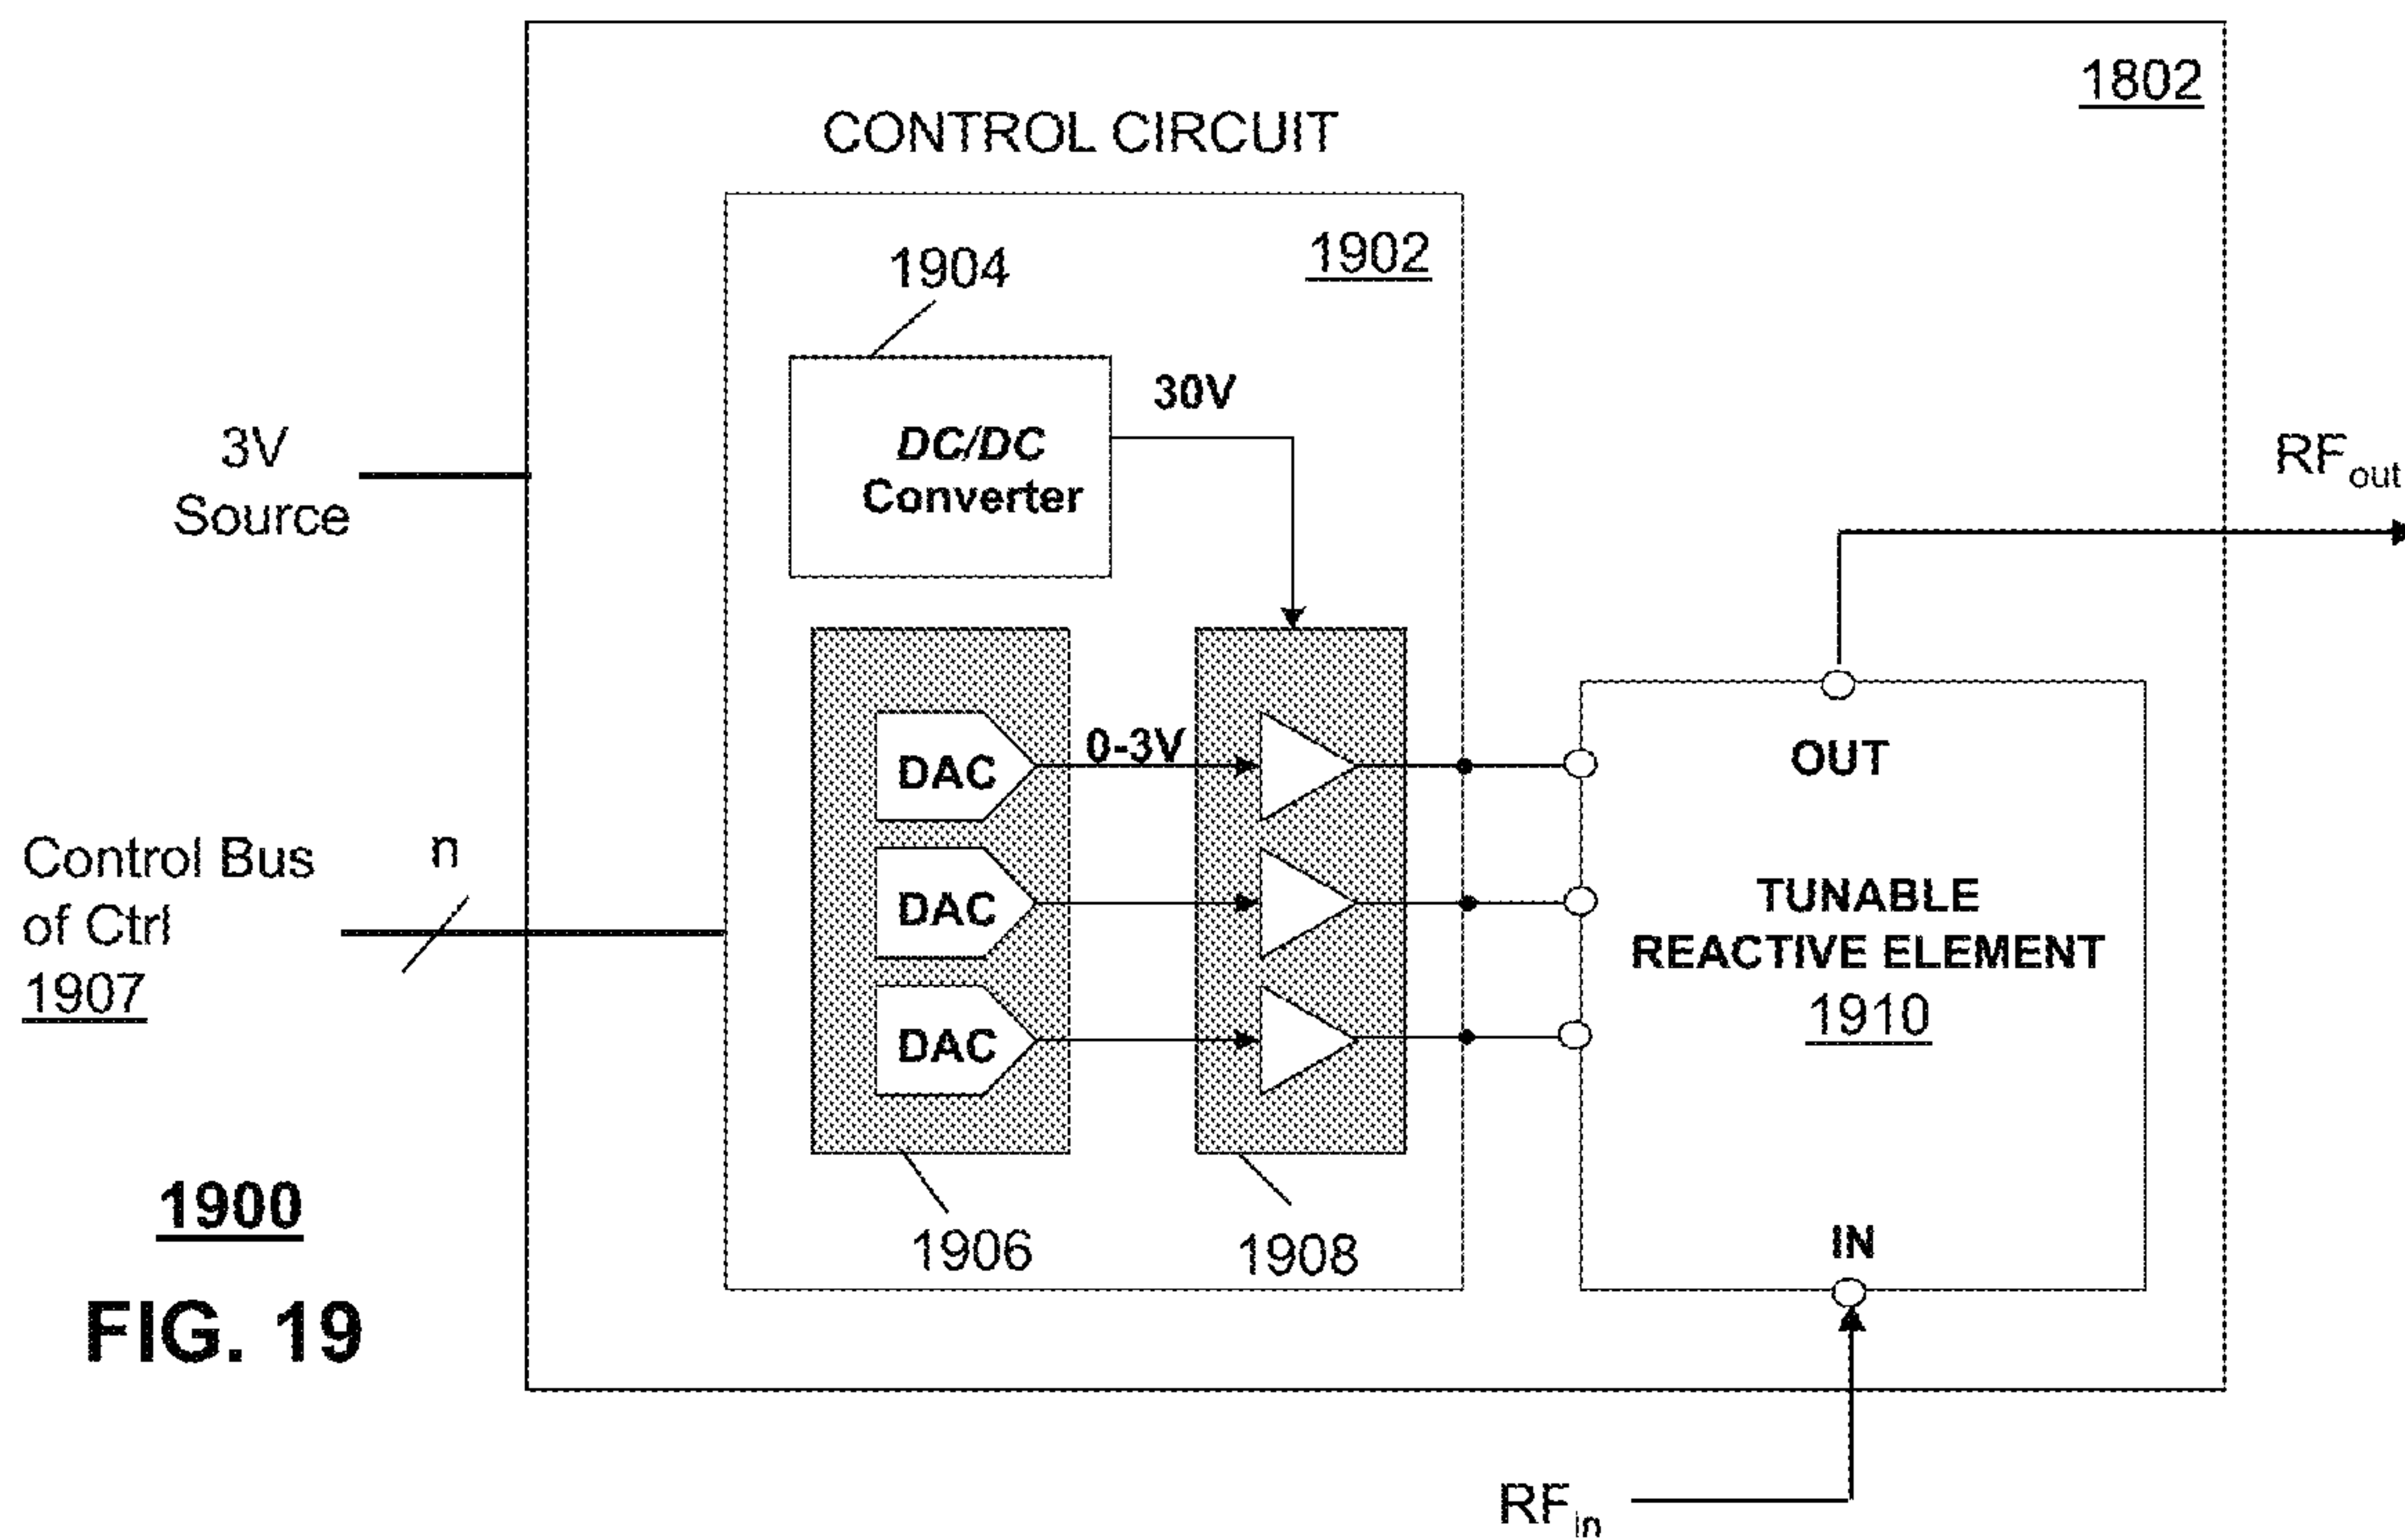 1802
CONTROL CIRCUIT
1902
1904
30V
DC/DC
Converter
3V
Source
RFout
DAC
0-3V
OUT
DAC
DAC
Control Bus
of Ctrl
1907
n
TUNABLE
REACTIVE ELEMENT
1910
IN
1906
1908
1900
FIG. 19
RFin